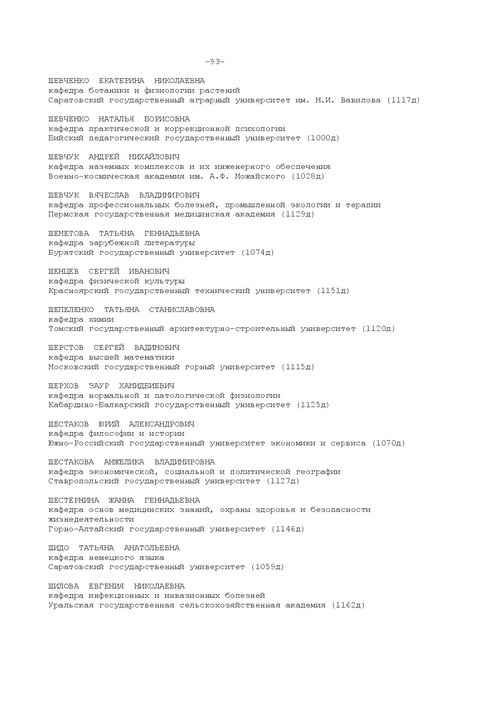 -93-
ШЕВЧЕНКО ЕКАТЕРИНА НИКОЛАЕВНА
кафедра ботаники и физиологии растений
Саратовский государственный аграрный университет им. Н.И. Вавилова (1117д)
ШЕВЧЕНКО НАТАЛЬЯ БОРИСОВНА
кафедра практической и коррекционной психологии
Бийский педагогический государственный университет (1000д)
ШЕВЧУК АНДРЕЙ МИХАЙЛОВИЧ
кафедра наземных комплексов и их инженерного обеспечения
Военно-космическая академия им. А.Ф. Можайского (1028д)
ШЕВЧУК ВЯЧЕСЛАВ ВЛАДИМИРОВИЧ
кафедра профессиональных болезней, промышленной экологии и терапии
Пермская государственная медицинская академия (1129д)
ШЕМЕТОВА ТАТЬЯНА ГЕННАДЬЕВНА
кафедра зарубежной литературы
Бурятский государственный университет (1074д)
ШЕНЦЕВ СЕРГЕЙ ИВАНОВИЧ
кафедра физической культуры
Красноярский государственный технический университет (1151д)
ШЕПЕЛЕНКО ТАТЬЯНА СТАНИСЛАВОВНА
кафедра химии
Томский государственный архитектурно-строительный университет (1120д)
ШЕРСТОВ СЕРГЕЙ ВАДИМОВИЧ
кафедра высшей математики
Московский государственный горный университет (1115д)
ШЕРХОВ ЗАУР ХАМИДБИЕВИЧ
кафедра нормальной и патологической физиологии
Кабардино-Балкарский государственный университет (1125д)
ШЕСТАКОВ ЮРИЙ АЛЕКСАНДРОВИЧ
кафедра философии и истории
Южно-Российский государственный университет экономики и сервиса (1070д)
ШЕСТАКОВА АНЖЕЛИКА ВЛАДИМИРОВНА
кафедра экономической, социальной и политической географии
Ставропольский государственный университет (1127д)
ШЕСТЕРНИНА ЖАННА ГЕННАДЬЕВНА
кафедра основ медицинских знаний, охраны здоровья и безопасности
жизнедеятельности
Горно-Алтайский государственный университет (1146д)
ШИДО ТАТЬЯНА АНАТОЛЬЕВНА
кафедра немецкого языка
Саратовский государственный университет (1059д)
ШИЛОВА ЕВГЕНИЯ НИКОЛАЕВНА
кафедра инфекционных и инвазионных болезней
Уральская государственная сельскохозяйственная академия (1162д)